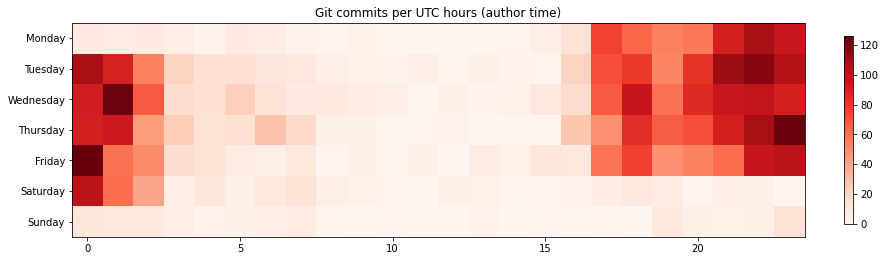 Git commits per UTC hours (author time)
Monday
Tuesday
Wednesday
Thursday
Friday
Saturday
Sunday
0 5 10 15 20
120
100
80
60
40
20
0